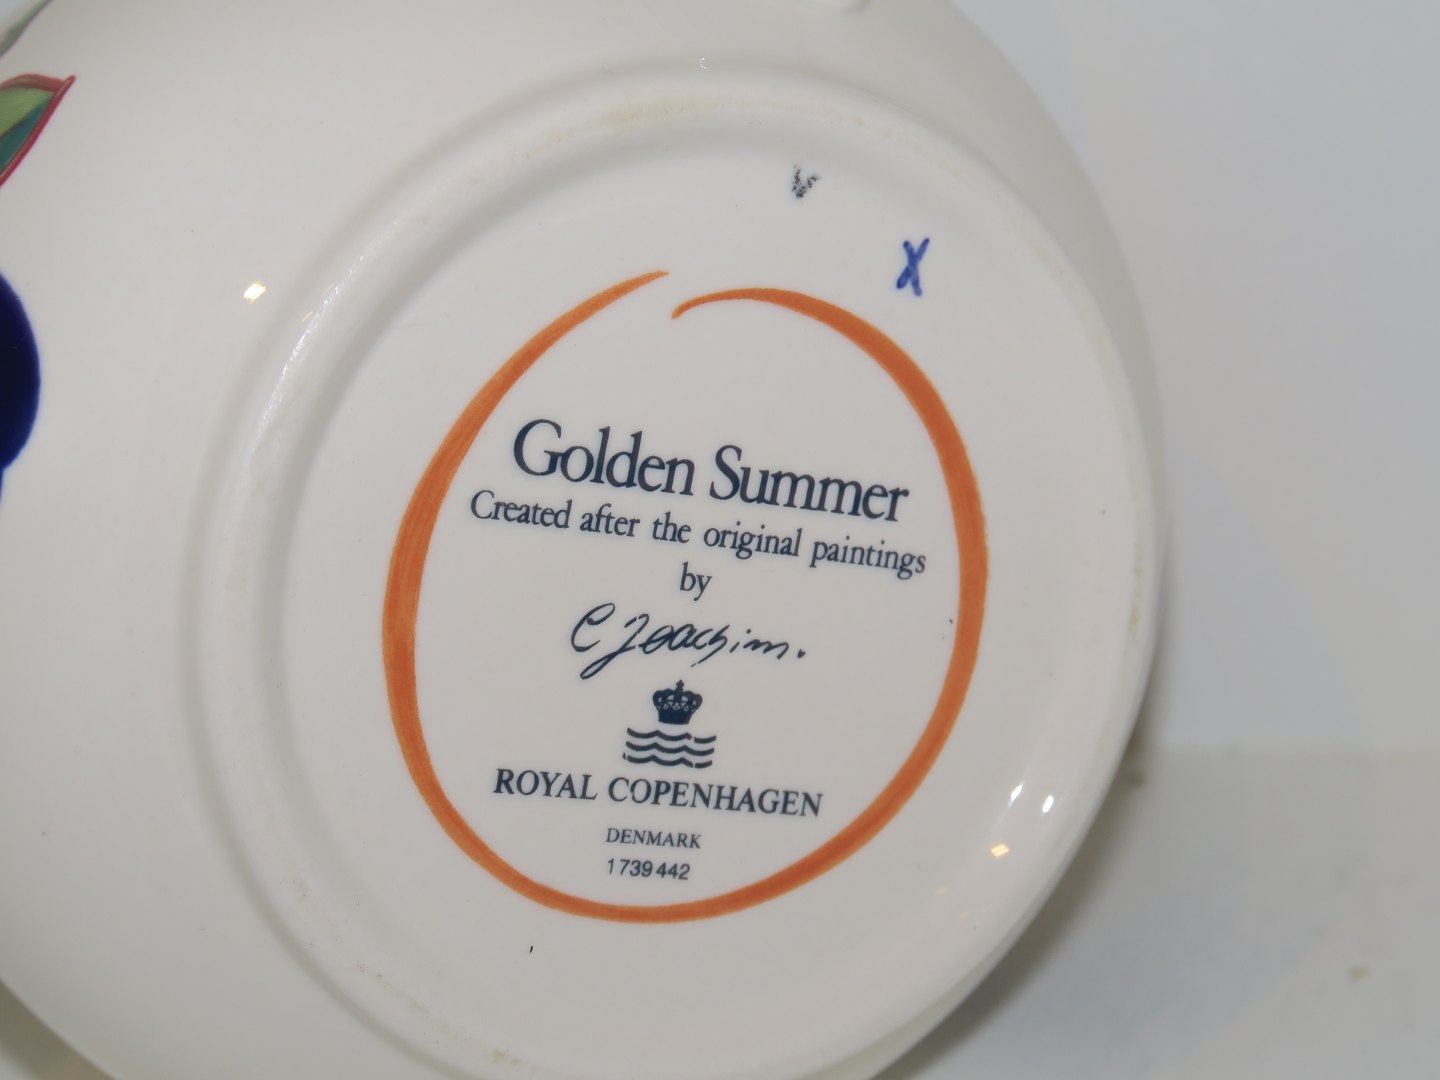 Golden Summer
Created after the original paintings
by
C Joachim.
ROYAL COPENHAGEN
DENMARK
1739442
X